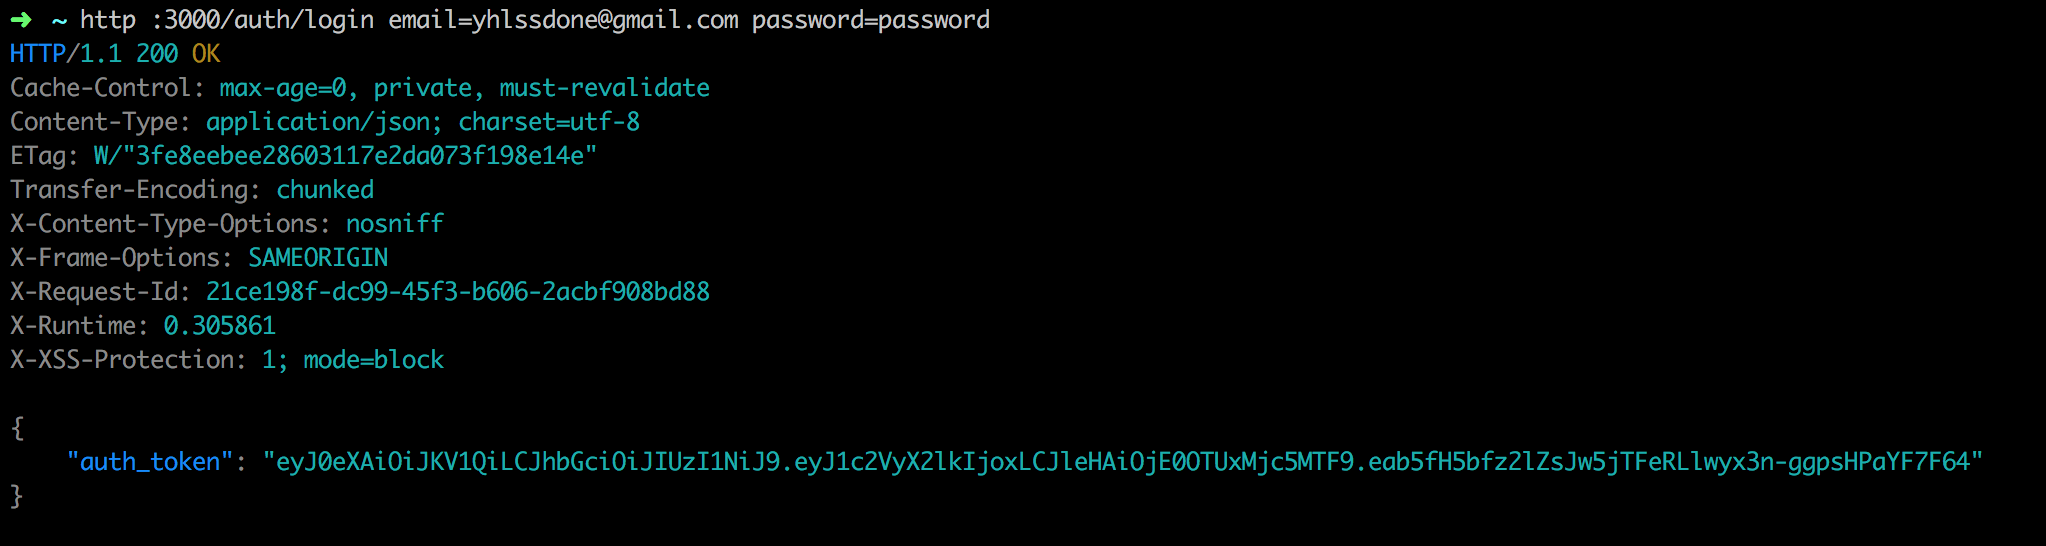 ➜ ~ http :3000/auth/login email=yhlssdone@gmail.com password=password
HTTP/1.1 200 OK
Cache-Control: max-age=0, private, must-revalidate
Content-Type: application/json; charset=utf-8
ETag: W/"3fe8eebee28603117e2da073f198e14e"
Transfer-Encoding: chunked
X-Content-Type-Options: nosniff
X-Frame-Options: SAMEORIGIN
X-Request-Id: 21ce198f-dc99-45f3-b606-2acbf908bd88
X-Runtime: 0.305861
X-XSS-Protection: 1; mode=block
{
"auth_token": "eyJ0eXAiOiJKV1QiLCJhbGciOiJIUzI1NiJ9.eyJ1c2VyX2lkIjoxLCJleHAiOjE0OTUxMjc5MTF9.eab5fH5bfz2lZsJw5jTFeRLlwyx3n-ggpsHPaYF7F64"
}